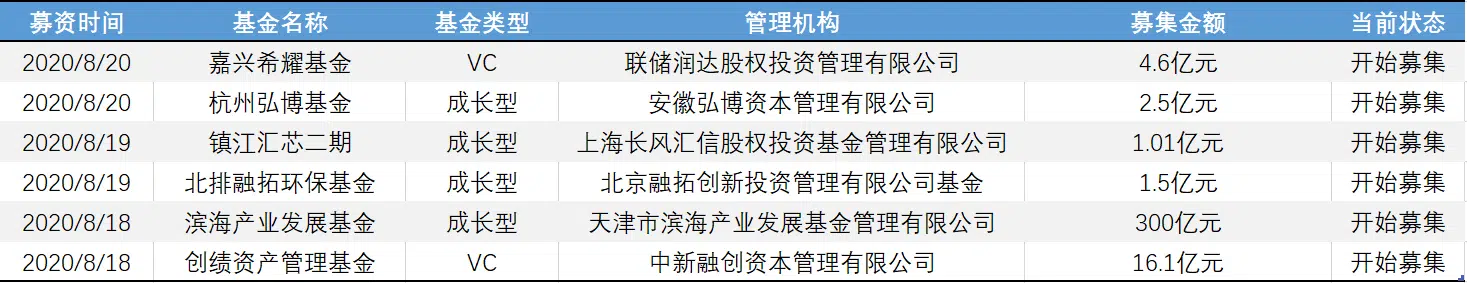 募资时间 基金名称 基金类型 管理机构 募集金额 当前状态
2020/8/20 嘉兴希耀基金 VC 联储润达股权投资管理有限公司 4.6亿元 开始募集
2020/8/20 杭州弘博基金 成长型 安徽弘博资本管理有限公司 2.5亿元 开始募集
2020/8/19 镇江汇芯二期 成长型 上海长风汇信股权投资基金管理有限公司 1.01亿元 开始募集
2020/8/19 北排融拓环保基金 成长型 北京融拓创新投资管理有限公司基金 1.5亿元 开始募集
2020/8/18 滨海产业发展基金 成长型 天津市滨海产业发展基金管理有限公司 300亿元 开始募集
2020/8/18 创绩资产管理基金 VC 中新融创资本管理有限公司 16.1亿元 开始募集